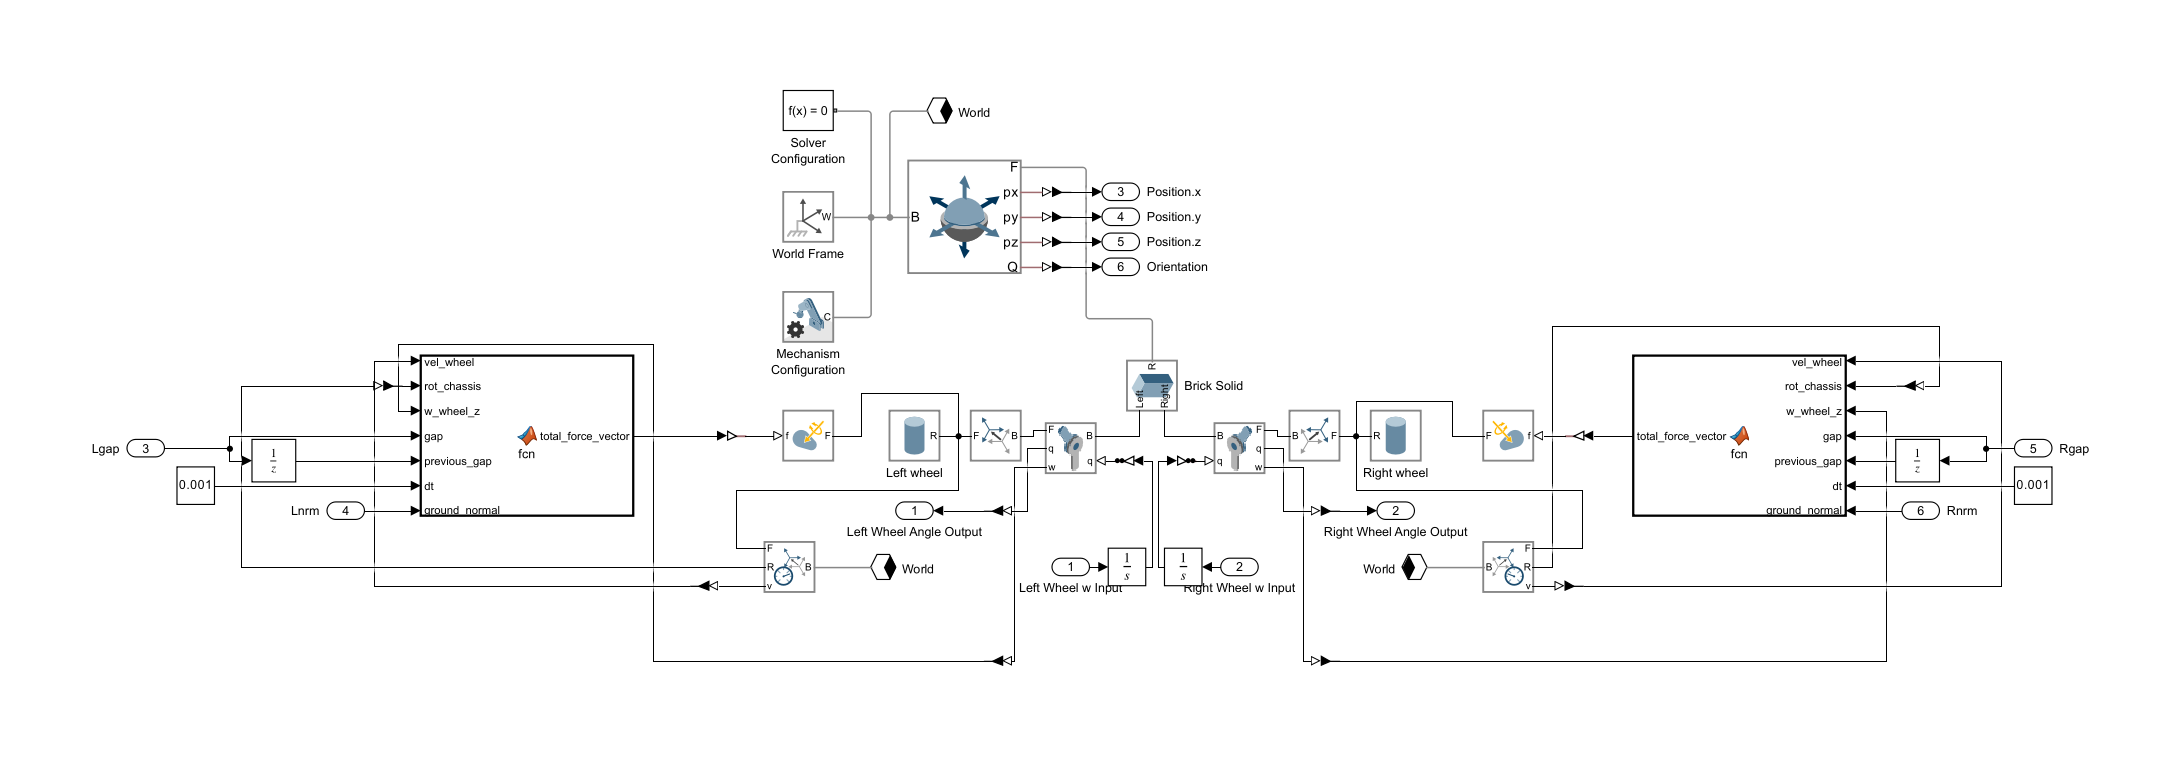 f(x) = 0
Solver
Configuration
World
W
World Frame
C
Mechanism
Configuration
B
F
px
py
pz
Q
3
Position.x
4
Position.y
5
Position.z
6
Orientation
R
Left
Right
Brick Solid
Lgap
3
1
z
0.001
Lnrm
4
vel_wheel
rot_chassis
w_wheel_z
gap
previous_gap
dt
ground_normal
fcn
total_force_vector
f
F
R
Left wheel
F
B
F
q
w
B
q
1
Left Wheel Angle Output
F
R
v
B
World
1
Left Wheel w Input
1
s
1
s
2
Right Wheel w Input
B
q
F
q
w
B
F
R
Right wheel
F
f
2
Right Wheel Angle Output
World
B
F
R
v
total_force_vector
fcn
vel_wheel
rot_chassis
w_wheel_z
gap
previous_gap
dt
ground_normal
1
z
5
Rgap
0.001
6
Rnrm